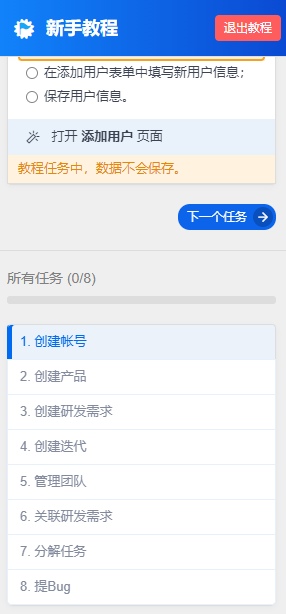 新手教程
退出教程
在添加用户表单中填写新用户信息；
保存用户信息。
打开 添加用户 页面
教程任务中，数据不会保存。
下一个任务
所有任务 (0/8)
1. 创建帐号
2. 创建产品
3. 创建研发需求
4. 创建迭代
5. 管理团队
6. 关联研发需求
7. 分解任务
8. 提Bug